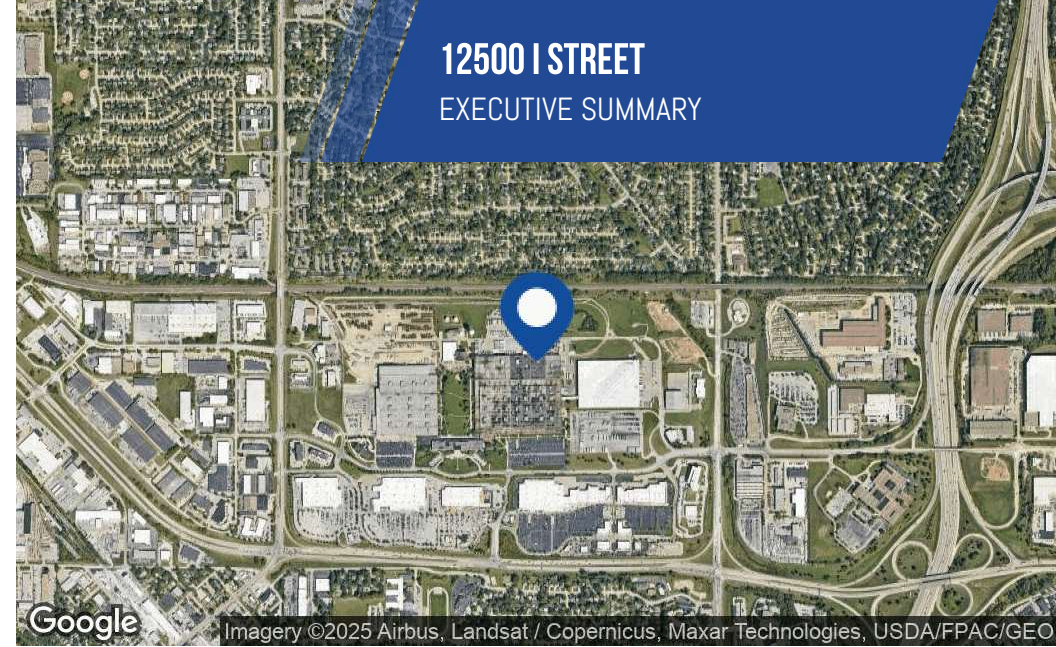 12500 I STREET
EXECUTIVE SUMMARY
Google
Imagery ©2025 Airbus, Landsat / Copernicus, Maxar Technologies, USDA/FPAC/GEO